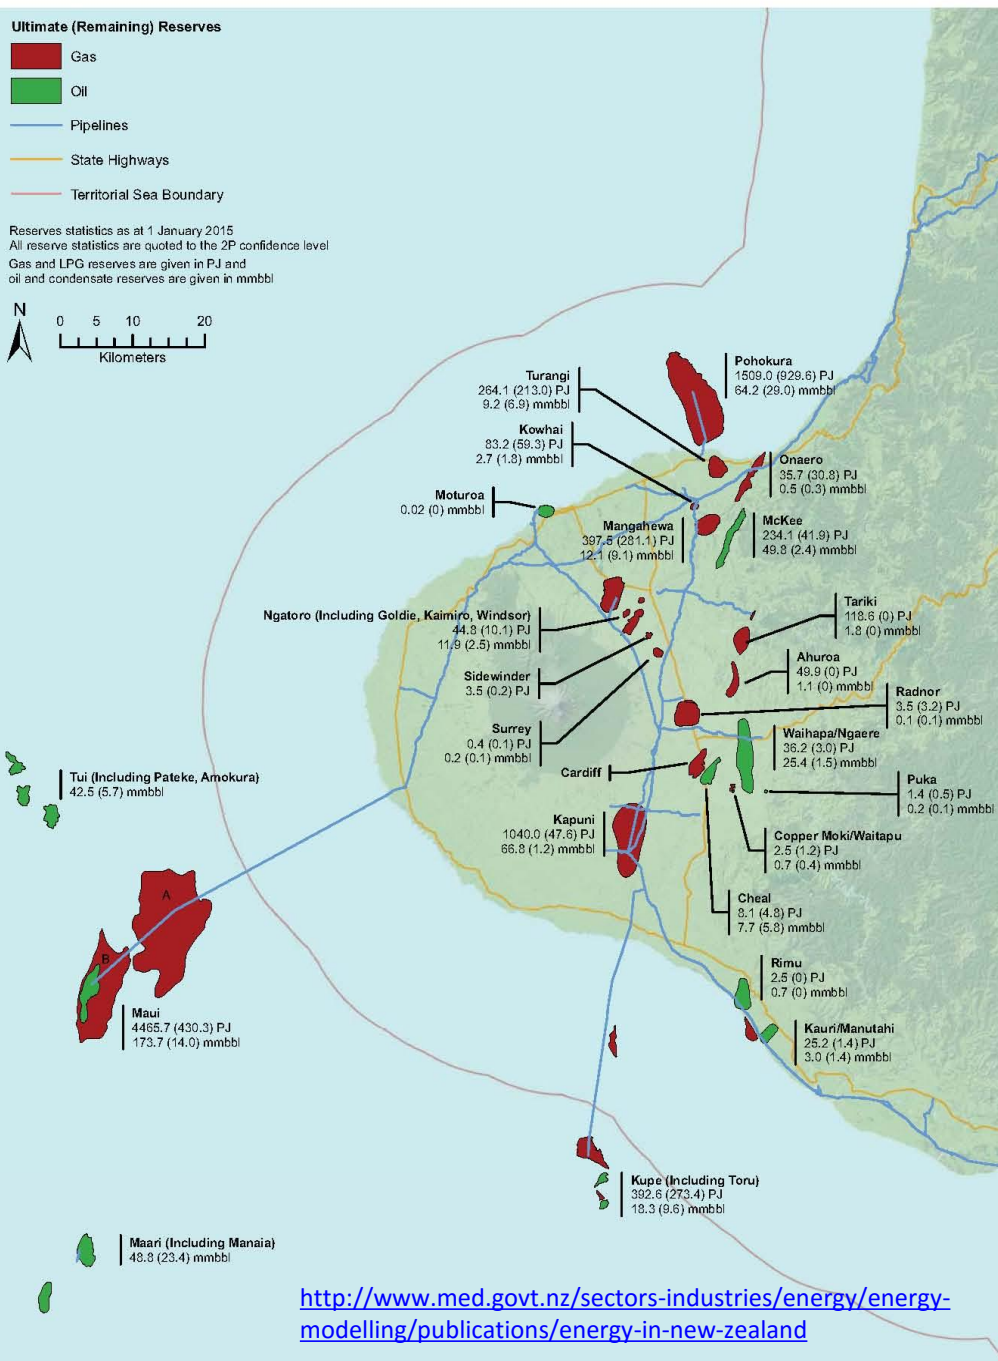 Ultimate (Remaining) Reserves
Gas
Oil
Pipelines
State Highways
Territorial Sea Boundary
Reserves statistics as at 1 January 2015
All reserve statistics are quoted to the 2P confidence level
Gas and LPG reserves are given in PJ and
oil and condensate reserves are given in mmbbl
N
0 5 10 20
Kilometers
Pohokura
1509.0 (929.6) PJ
64.2 (29.0) mmbbl
Turangi
264.1 (213.0) PJ
9.2 (6.9) mmbbl
Kowhai
83.2 (59.3) PJ
2.7 (1.8) mmbbl
Onaero
35.7 (30.8) PJ
0.5 (0.3) mmbbl
Moturoa
0.02 (0) mmbbl
Mangahewa
397.5 (281.1) PJ
12.1 (9.1) mmbbl
McKee
234.1 (41.9) PJ
49.8 (2.4) mmbbl
Ngatoro (Including Goldie, Kaimiro, Windsor)
44.8 (10.1) PJ
11.9 (2.5) mmbbl
Tariki
118.6 (0) PJ
1.8 (0) mmbbl
Sidewinder
3.5 (0.2) PJ
Ahuroa
49.9 (0) PJ
1.1 (0) mmbbl
Radnor
3.5 (3.2) PJ
0.1 (0.1) mmbbl
Surrey
0.4 (0.1) PJ
0.2 (0.1) mmbbl
Waihapa/Ngaere
36.2 (3.0) PJ
25.4 (1.5) mmbbl
Cardiff
Tui (Including Pateke, Amokura)
42.5 (5.7) mmbbl
Puka
1.4 (0.5) PJ
0.2 (0.1) mmbbl
Kapuni
1040.0 (47.6) PJ
66.8 (1.2) mmbbl
Copper Moki/Waitapu
2.5 (1.2) PJ
0.7 (0.4) mmbbl
Cheal
8.1 (4.8) PJ
7.7 (5.8) mmbbl
A
B
Maui
4465.7 (430.3) PJ
173.7 (14.0) mmbbl
Rimu
2.5 (0) PJ
0.7 (0) mmbbl
Kauri/Manutahi
25.2 (1.4) PJ
3.0 (1.4) mmbbl
Kupe (Including Toru)
392.6 (273.4) PJ
18.3 (9.6) mmbbl
Maari (Including Manaia)
48.8 (23.4) mmbbl
http://www.med.govt.nz/sectors-industries/energy/energy-
modelling/publications/energy-in-new-zealand